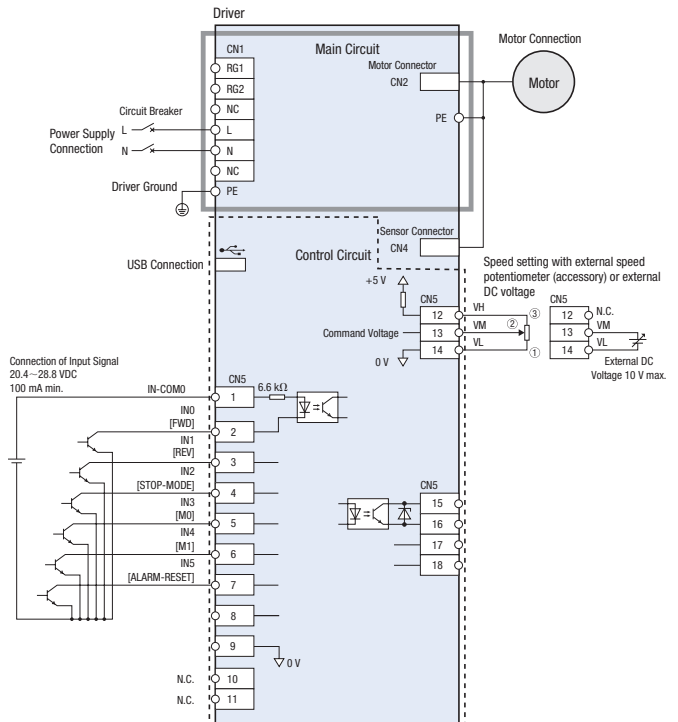 Driver
Main Circuit
CN1
RG1
RG2
NC
L
N
NC
PE
Motor Connector
CN2
PE
Motor Connection
Motor
Circuit Breaker
Power Supply
Connection
L
N
Driver Ground
Sensor Connector
CN4
Control Circuit
USB Connection
+5 V
Command Voltage
0 V
CN5
12
13
14
VH
VM
VL
③
②
①
Speed setting with external speed
potentiometer (accessory) or external
DC voltage
CN5
12
13
14
N.C.
VM
VL
External DC
Voltage 10 V max.
Connection of Input Signal
20.4~28.8 VDC
100 mA min.
IN-COM0
IN0
[FWD]
IN1
[REV]
IN2
[STOP-MODE]
IN3
[M0]
IN4
[M1]
IN5
[ALARM-RESET]
N.C.
N.C.
CN5
1
2
3
4
5
6
7
8
9
10
11
6.6 kΩ
0 V
CN5
15
16
17
18